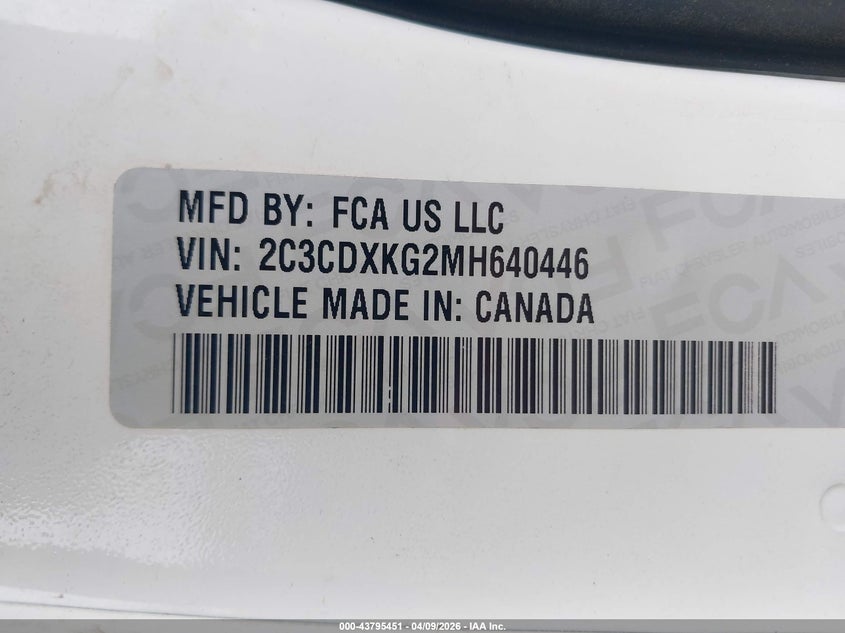 MFD BY: FCA US LLC
VIN: 2C3CDXKG2MH640446
VEHICLE MADE IN: CANADA
000-43795451 - 04/09/2026 - IAA Inc.